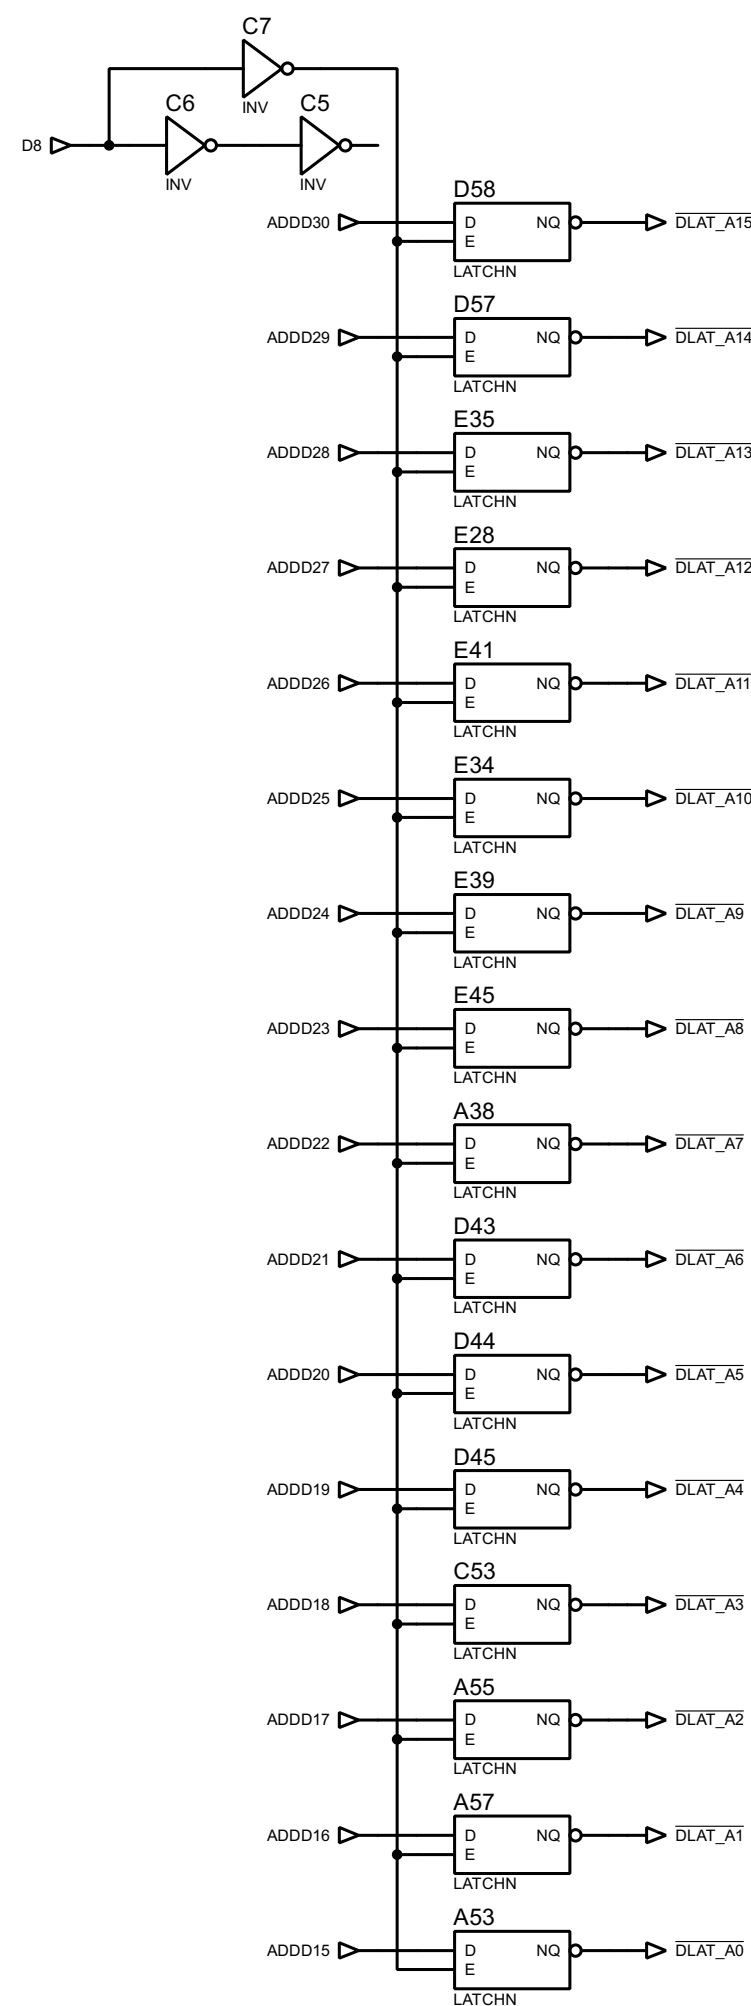 C7
INV
C6
C5
D8
INV
INV
D58
ADDD30
D
NQ
DLAT_A15
E
LATCHN
D57
ADDD29
D
NQ
DLAT_A14
E
LATCHN
E35
ADDD28
D
NQ
DLAT_A13
E
LATCHN
E28
ADDD27
D
NQ
DLAT_A12
E
LATCHN
E41
ADDD26
D
NQ
DLAT_A11
E
LATCHN
E34
ADDD25
D
NQ
DLAT_A10
E
LATCHN
E39
ADDD24
D
NQ
DLAT_A9
E
LATCHN
E45
ADDD23
D
NQ
DLAT_A8
E
LATCHN
A38
ADDD22
D
NQ
DLAT_A7
E
LATCHN
D43
ADDD21
D
NQ
DLAT_A6
E
LATCHN
D44
ADDD20
D
NQ
DLAT_A5
E
LATCHN
D45
ADDD19
D
NQ
DLAT_A4
E
LATCHN
C53
ADDD18
D
NQ
DLAT_A3
E
LATCHN
A55
ADDD17
D
NQ
DLAT_A2
E
LATCHN
A57
ADDD16
D
NQ
DLAT_A1
E
LATCHN
A53
ADDD15
D
NQ
DLAT_A0
E
LATCHN